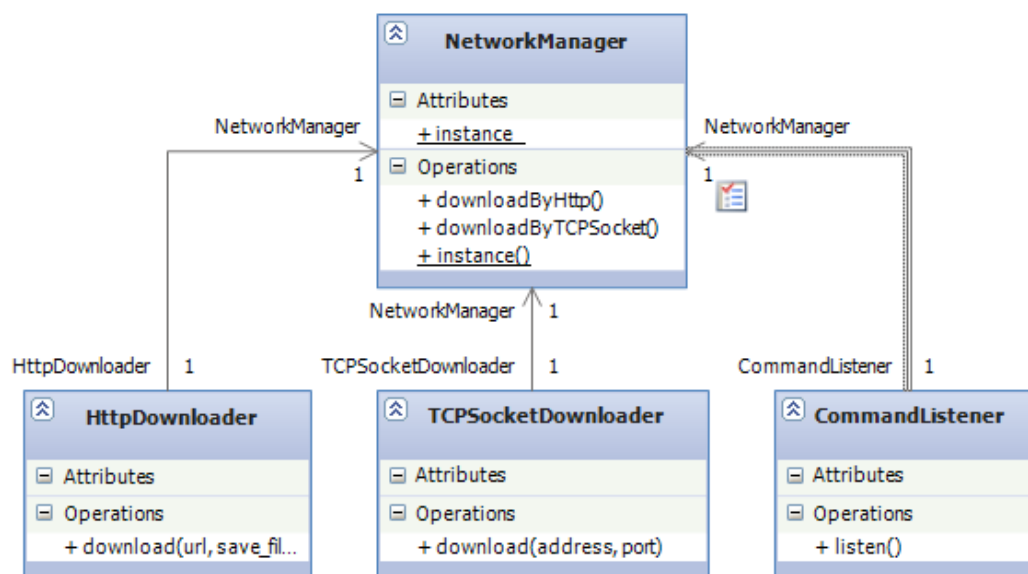 NetworkManager
Attributes
+ instance
Operations
+ downloadByHttp()
+ downloadByTCPSocket()
+ instance()
NetworkManager
1
NetworkManager
1
NetworkManager
1
HttpDownloader
1
TCPSocketDownloader
1
CommandListener
1
HttpDownloader
Attributes
Operations
+ download(url, save_fil...
TCPSocketDownloader
Attributes
Operations
+ download(address, port)
CommandListener
Attributes
Operations
+ listen()